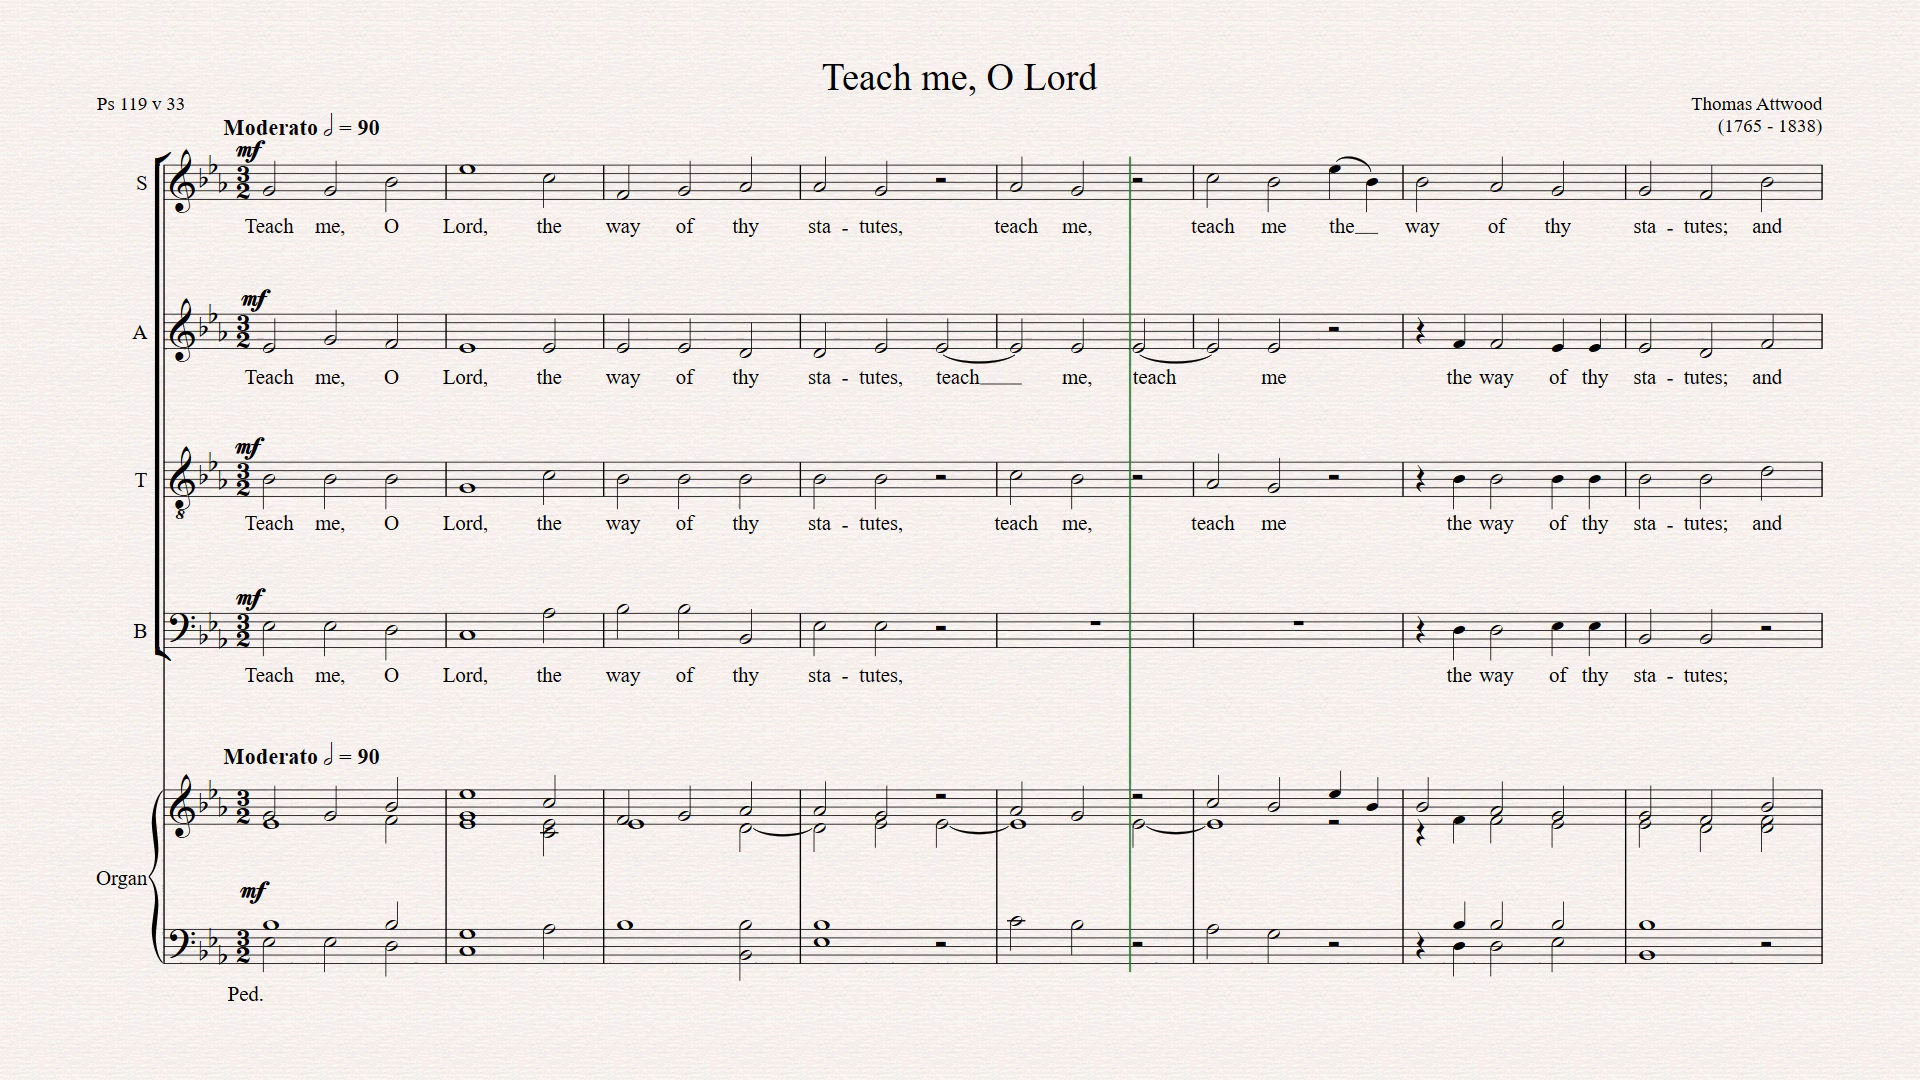 Teach me, O Lord
Ps 119 v 33
Thomas Attwood
(1765 - 1838)
Moderato 𝅗𝅥 = 90
mf
S
Teach me, O Lord, the way of thy sta - tutes, teach me, teach me the__ way of thy sta - tutes; and
mf
A
Teach me, O Lord, the way of thy sta - tutes, teach____ me, teach me the way of thy sta - tutes; and
mf
T
8
Teach me, O Lord, the way of thy sta - tutes, teach me, teach me the way of thy sta - tutes; and
mf
B
Teach me, O Lord, the way of thy sta - tutes, the way of thy sta - tutes;
Moderato 𝅗𝅥 = 90
Organ
mf
Ped.